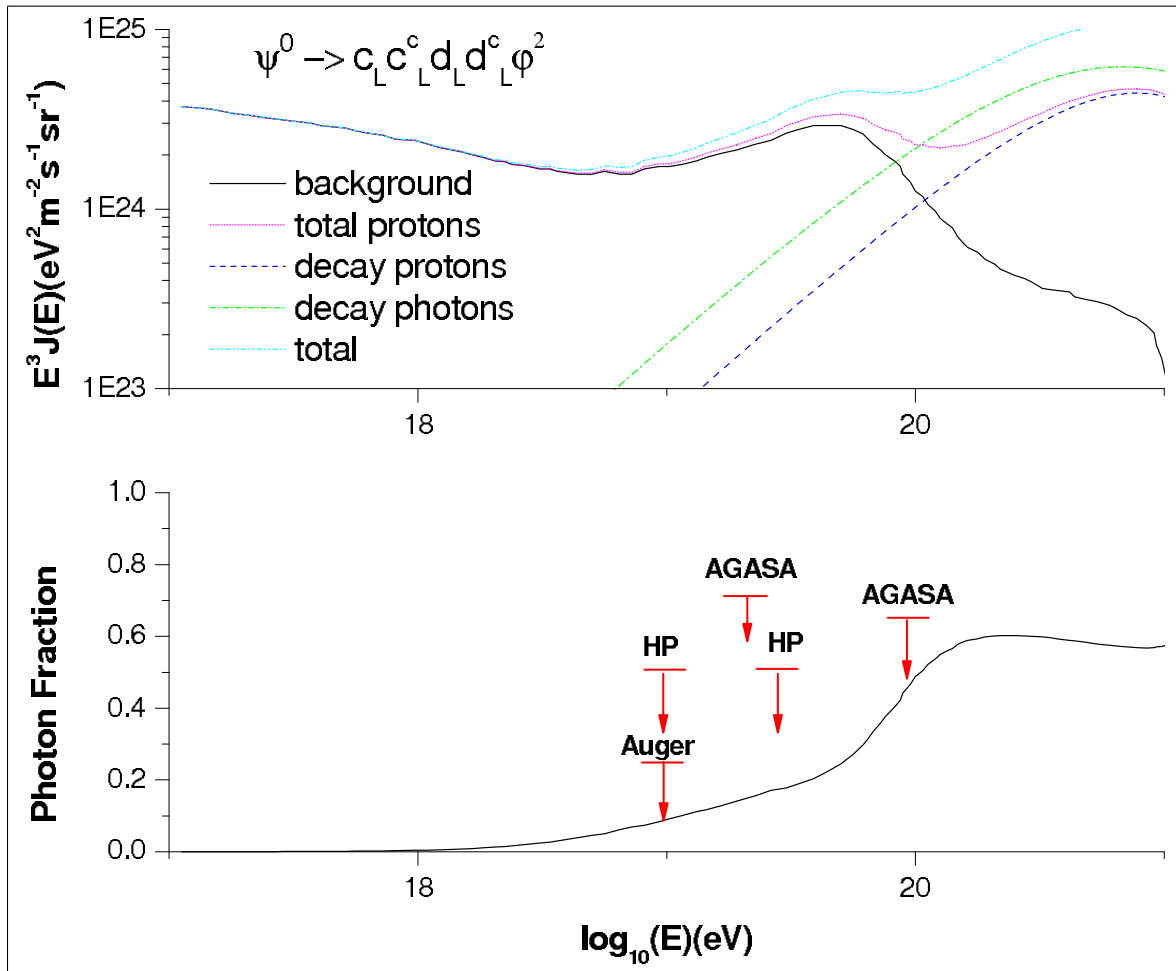 1E25
ψ⁰ –> c_L c^c_L d_L d^c_L φ²
1E24
1E23
E³J(E)(eV²m⁻²s⁻¹sr⁻¹)
background
total protons
decay protons
decay photons
total
18
20
1.0
0.8
0.6
0.4
0.2
0.0
Photon Fraction
AGASA
AGASA
HP
HP
Auger
18
20
log₁₀(E)(eV)